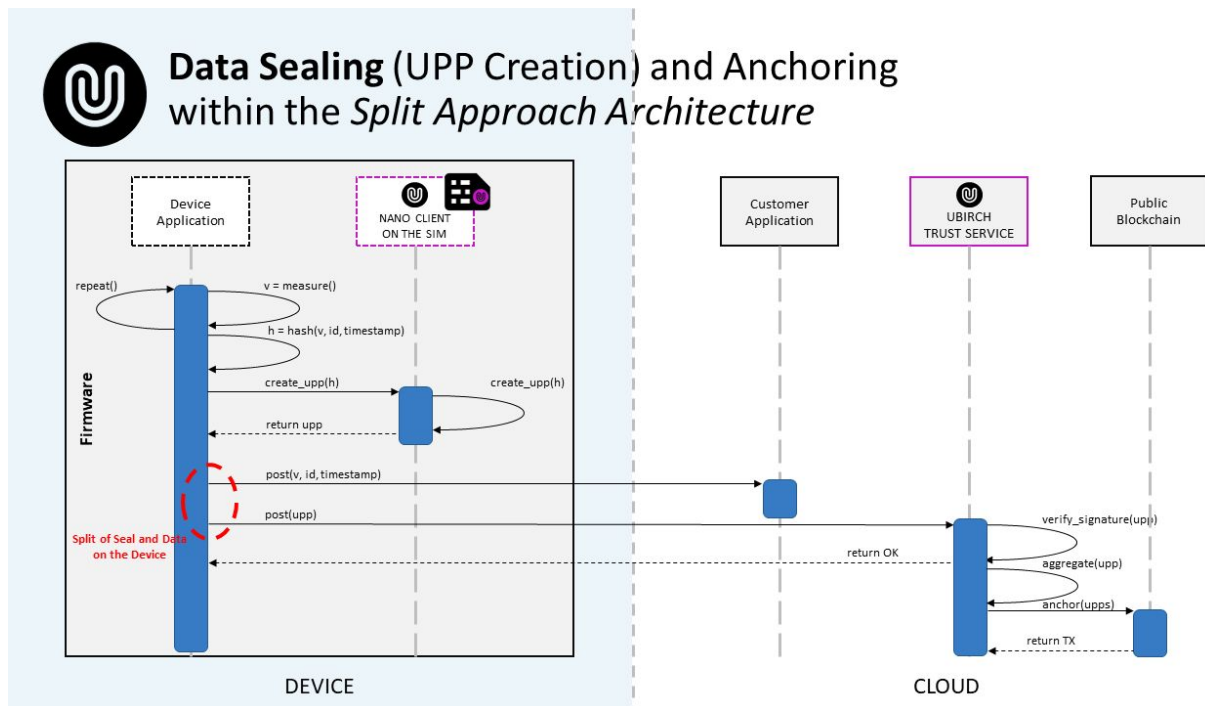 Data Sealing (UPP Creation) and Anchoring
within the Split Approach Architecture
Device
Application
NANO CLIENT
ON THE SIM
Customer
Application
UBIRCH
TRUST SERVICE
Public
Blockchain
repeat()
v = measure()
h = hash(v, id, timestamp)
Firmware
create_upp(h)
create_upp(h)
return upp
post(v, id, timestamp)
post(upp)
Split of Seal and Data
on the Device
verify_signature(upp)
return OK
aggregate(upp)
anchor(upps)
return TX
DEVICE
CLOUD